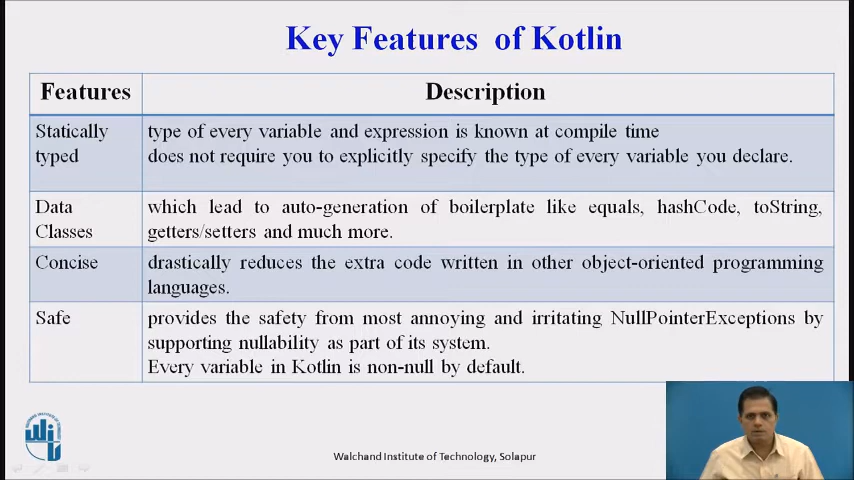 Key Features of Kotlin
Features Description
Statically typed
type of every variable and expression is known at compile time
does not require you to explicitly specify the type of every variable you declare.
Data Classes
which lead to auto-generation of boilerplate like equals, hashCode, toString,
getters/setters and much more.
Concise
drastically reduces the extra code written in other object-oriented programming
languages.
Safe
provides the safety from most annoying and irritating NullPointerExceptions by
supporting nullability as part of its system.
Every variable in Kotlin is non-null by default.
Walchand Institute of Technology, Solapur